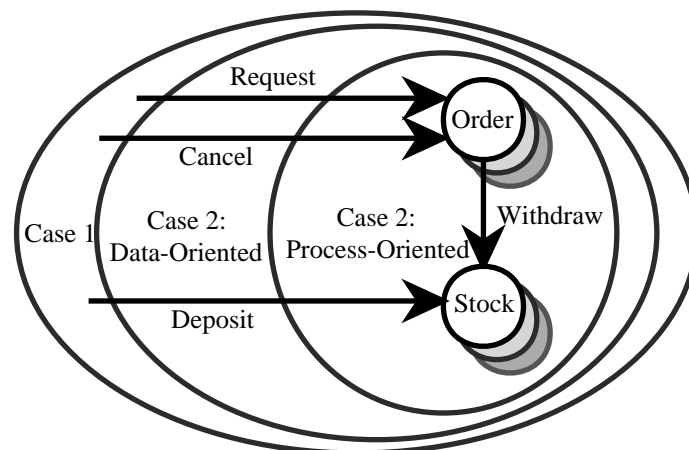 Request
Order
Cancel
Case 1
Case 2:
Data-Oriented
Case 2:
Process-Oriented
Withdraw
Deposit
Stock